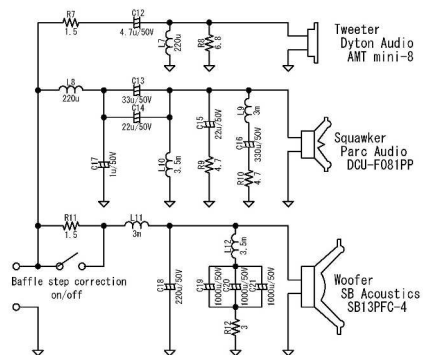 R7
1.5
C12
4.7u/50V
L7
220u
R8
6.8
Tweeter
Dyton Audio
AMT mini-8
L8
220u
C13
33u/50V
C14
22u/50V
C17
1u/50V
L10
3.5m
C15
22u/50V
R9
4.7
L9
3m
C16
330u/50V
R10
4.7
Squawker
Parc Audio
DCU-F081PP
R11
1.5
L11
3m
Baffle step correction
on/off
C18
220u/50V
L12
3.5m
C19
1000u/50V
C20
1000u/50V
C21
1000u/50V
R12
3
Woofer
SB Acoustics
SB13PFC-4